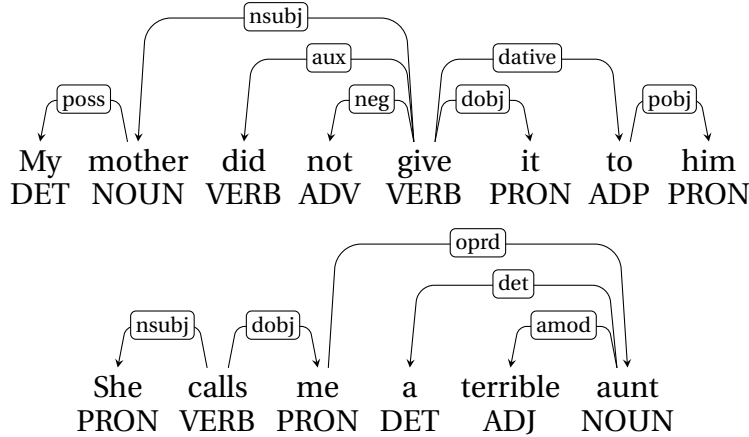 nsubj
aux dative
poss neg dobj pobj
My mother did not give it to him
DET NOUN VERB ADV VERB PRON ADP PRON
oprd
det
nsubj dobj amod
She calls me a terrible aunt
PRON VERB PRON DET ADJ NOUN